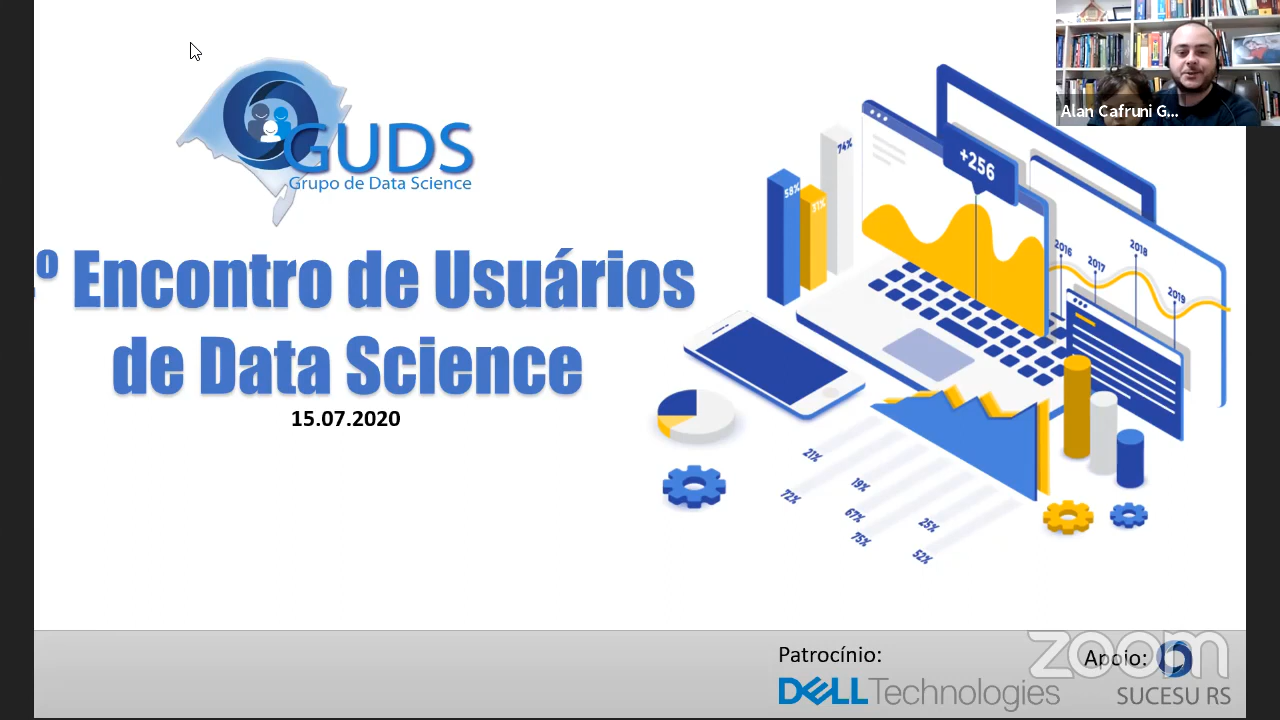 Alan Cafruni G...
GUDS
Grupo de Data Science
º Encontro de Usuários
de Data Science
15.07.2020
+256
74%
58%
31%
2016
2017
2018
2019
21%
72%
19%
67%
75%
25%
52%
Patrocínio:
DELL Technologies
zoom
Apoio:
SUCESU RS